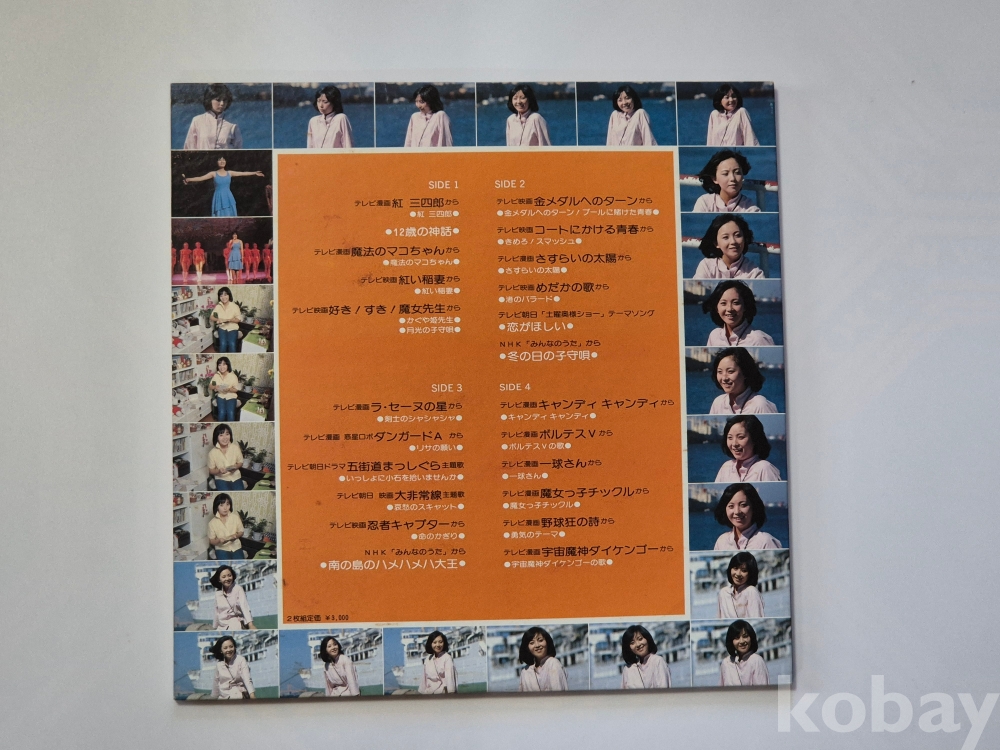 SIDE 1
テレビ漫画 紅 三四郎から
●紅 三四郎●
●12歳の神話●
テレビ漫画 魔法のマコちゃんから
●魔法のマコちゃん●
テレビ映画 紅い稲妻から
●紅い稲妻●
テレビ映画 好き!すき!魔女先生から
●かぐや姫先生●
●月光の子守唄●
SIDE 2
テレビ映画 金メダルへのターンから
●金メダルへのターン/プールに賭けた青春●
テレビ映画 コートにかける青春から
●きめろ!スマッシュ●
テレビ漫画 さすらいの太陽から
●さすらいの太陽●
テレビ映画 めだかの歌から
●港のバラード●
テレビ朝日「土曜奥様ショー」テーマソング
●恋がほしい●
NHK「みんなのうた」から
●冬の日の子守唄●
SIDE 3
テレビ漫画 ラ・セーヌの星から
●剣士のシャシャシャ●
テレビ漫画 惑星ロボ ダンガードA から
●リサの願い●
テレビ朝日ドラマ 五街道まっしぐら 主題歌
●いっしょに小石を拾いませんか●
テレビ朝日 映画 大非常線 主題歌
●哀愁のスキャット●
テレビ映画 忍者キャプターから
●命のかぎり●
NHK「みんなのうた」から
●南の島のハメハメハ大王●
SIDE 4
テレビ漫画 キャンディ キャンディから
●キャンディ キャンディ●
テレビ漫画 ボルテスVから
●ボルテスVの歌●
テレビ漫画 一球さんから
●一球さん●
テレビ漫画 魔女っ子チックルから
●魔女っ子チックル●
テレビ漫画 野球狂の詩から
●勇気のテーマ●
テレビ漫画 宇宙魔神ダイケンゴーから
●宇宙魔神ダイケンゴーの歌●
2枚組定価 ¥3,000
kobay